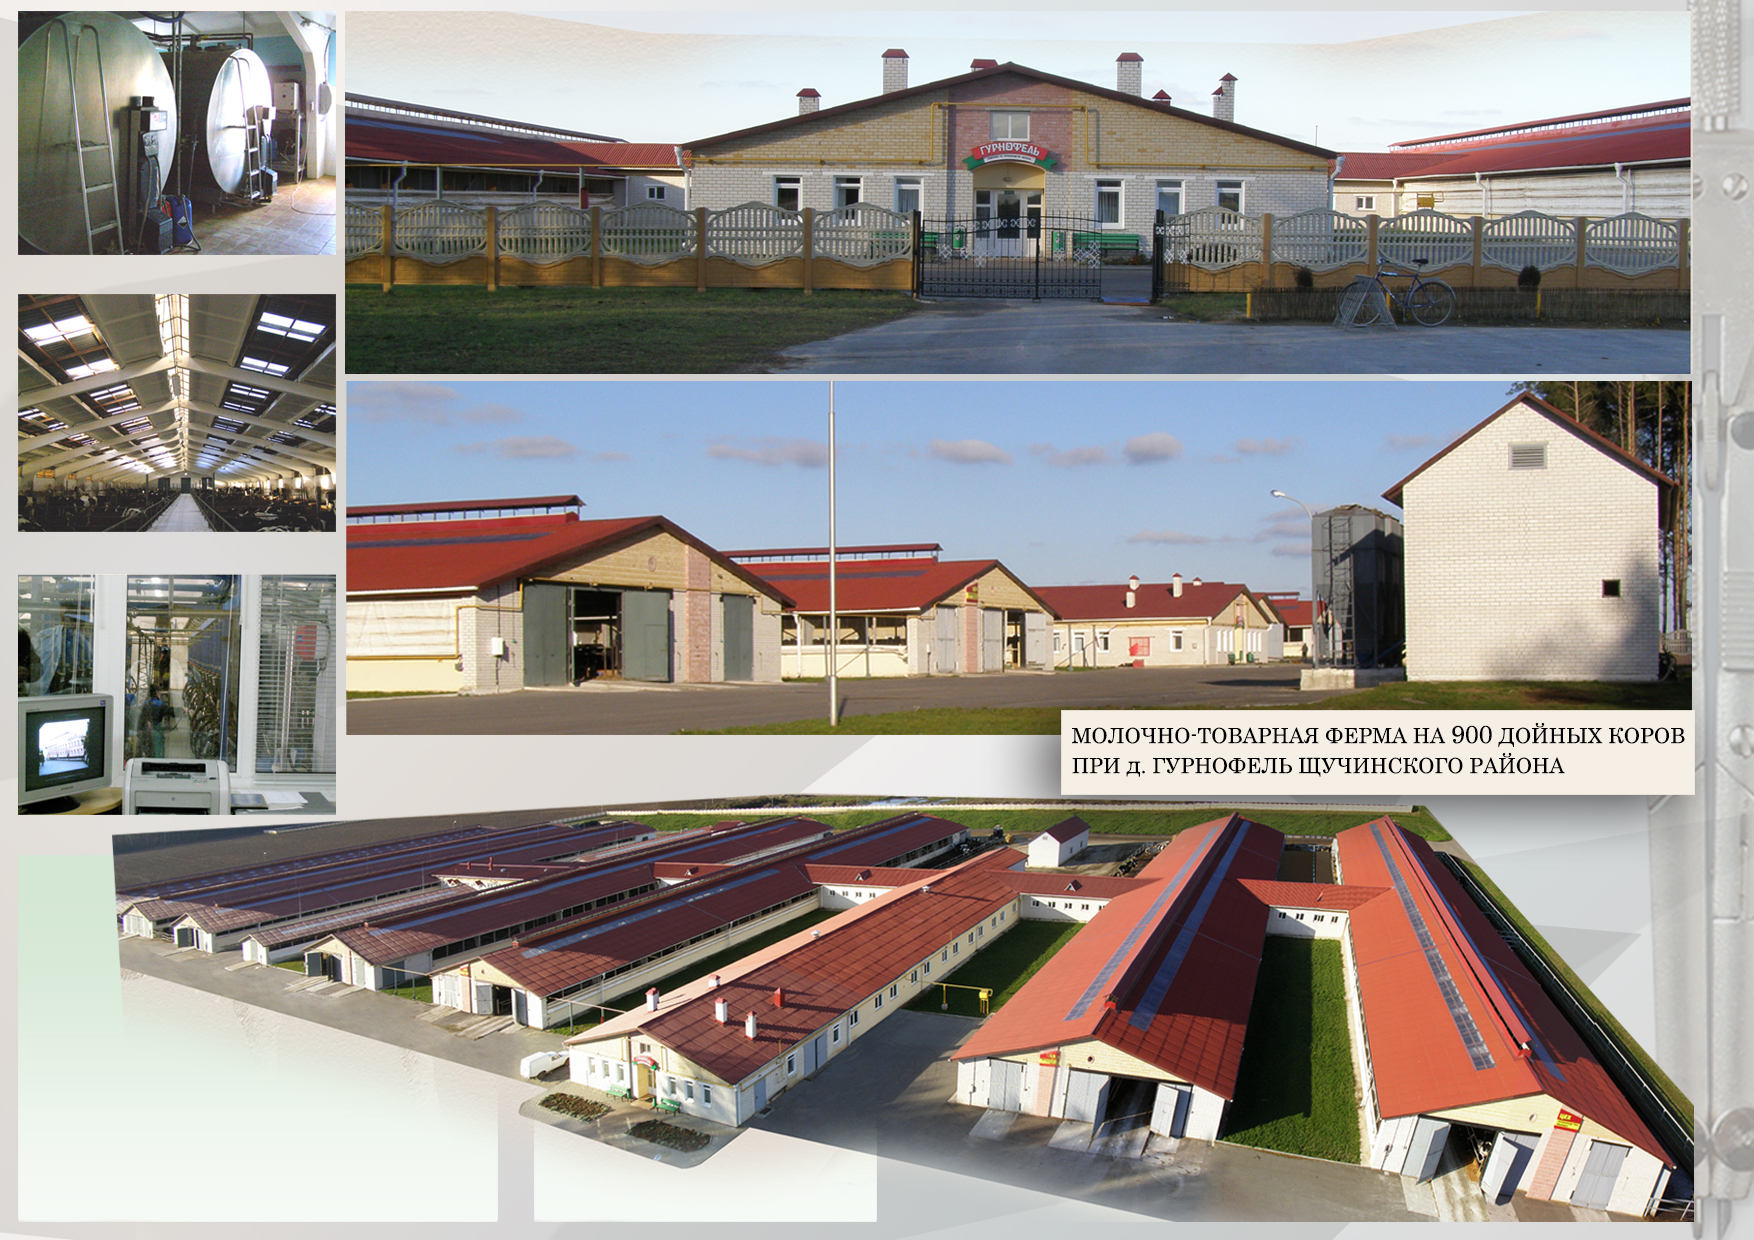 ГУРНОФЕЛЬ
МОЛОЧНО-ТОВАРНАЯ ФЕРМА НА 900 ДОЙНЫХ КОРОВ
ПРИ д. ГУРНОФЕЛЬ ЩУЧИНСКОГО РАЙОНА